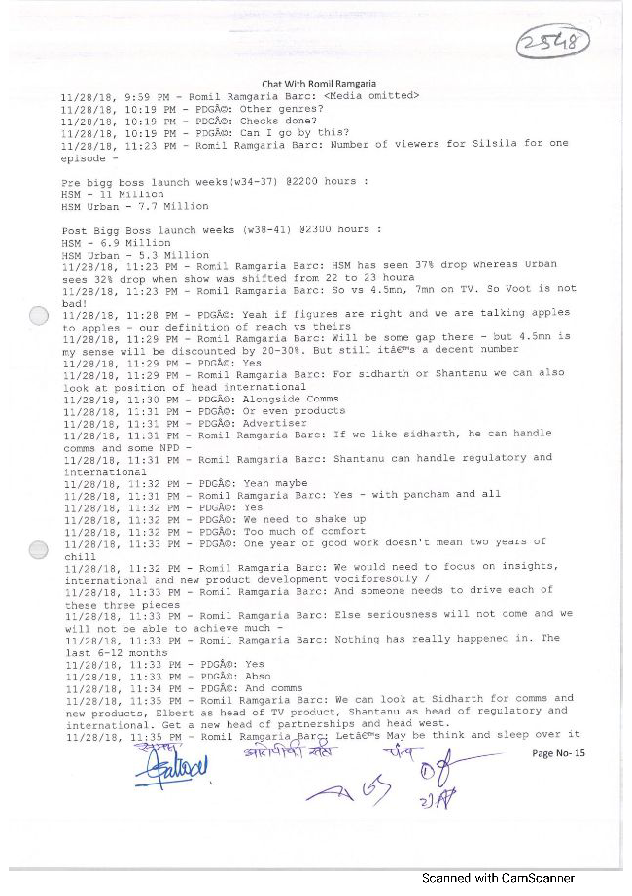 2548
Chat With Romil Ramgaria
11/28/18, 9:59 PM - Romil Ramgaria Barc: <Media omitted>
11/28/18, 10:19 PM - PDGÃ©: Other genres?
11/28/18, 10:19 PM - PDGÃ©: Checks done?
11/28/18, 10:19 PM - PDGÃ©: Can I go by this?
11/28/18, 11:23 PM - Romil Ramgaria Barc: Number of viewers for Silsila for one
episode -
Pre bigg boss launch weeks(w34-37) @2200 hours :
HSM - 11 Million
HSM Urban - 7.7 Million
Post Bigg Boss launch weeks (w38-41) @2300 hours :
HSM - 6.9 Million
HSM Urban - 5.3 Million
11/28/18, 11:23 PM - Romil Ramgaria Barc: HSM has seen 37% drop whereas Urban
sees 32% drop when show was shifted from 22 to 23 hours
11/28/18, 11:23 PM - Romil Ramgaria Barc: So vs 4.5mn, 7mn on TV. So Voot is not
bad!
11/28/18, 11:28 PM - PDGÃ©: Yeah if figures are right and we are talking apples
to apples - our definition of reach vs theirs
11/28/18, 11:29 PM - Romil Ramgaria Barc: Will be some gap there - but 4.5mn is
my sense will be discounted by 20-30%. But still itâ€™s a decent number
11/28/18, 11:29 PM - PDGÃ©: Yes
11/28/18, 11:29 PM - Romil Ramgaria Barc: For sidharth or Shantanu we can also
look at position of head international
11/28/18, 11:30 PM - PDGÃ©: Alongside Comms
11/28/18, 11:31 PM - PDGÃ©: Or even products
11/28/18, 11:31 PM - PDGÃ©: Advertiser
11/28/18, 11:31 PM - Romil Ramgaria Barc: If we like sidharth, he can handle
comms and some NPD -
11/28/18, 11:31 PM - Romil Ramgaria Barc: Shantanu can handle regulatory and
international
11/28/18, 11:32 PM - PDGÃ©: Yeah maybe
11/28/18, 11:31 PM - Romil Ramgaria Barc: Yes - with pancham and all
11/28/18, 11:32 PM - PDGÃ©: Yes
11/28/18, 11:32 PM - PDGÃ©: We need to shake up
11/28/18, 11:32 PM - PDGÃ©: Too much of comfort
11/28/18, 11:33 PM - PDGÃ©: One year of good work doesn't mean two years of
chill
11/28/18, 11:32 PM - Romil Ramgaria Barc: We would need to focus on insights,
international and new product development vociforesouly /
11/28/18, 11:33 PM - Romil Ramgaria Barc: And someone needs to drive each of
these three pieces
11/28/18, 11:33 PM - Romil Ramgaria Barc: Else seriousness will not come and we
will not be able to achieve much -
11/28/18, 11:33 PM - Romil Ramgaria Barc: Nothing has really happened in. The
last 6-12 months
11/28/18, 11:33 PM - PDGÃ©: Yes
11/28/18, 11:33 PM - PDGÃ©: Abso
11/28/18, 11:34 PM - PDGÃ©: And comms
11/28/18, 11:35 PM - Romil Ramgaria Barc: We can look at Sidharth for comms and
new products, Elbert as head of TV product, Shantanu as head of regulatory and
international. Get a new head of partnerships and head west.
11/28/18, 11:35 PM - Romil Ramgaria Barc: Letâ€™s May be think and sleep over it
आरोपीची सही पंच
Page No- 15
Scanned with CamScanner